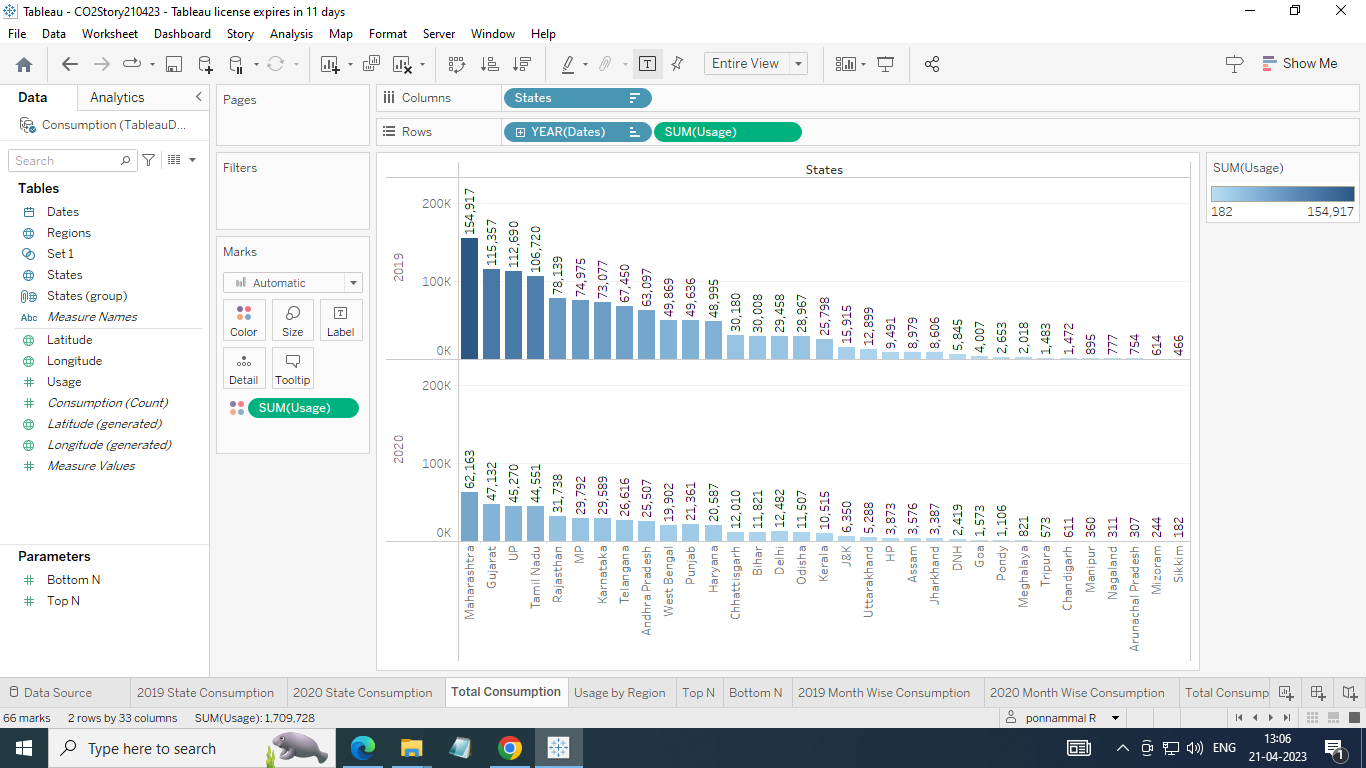 Tableau - CO2Story210423 - Tableau license expires in 11 days
File Data Worksheet Dashboard Story Analysis Map Format Server Window Help
Entire View
Show Me
Data Analytics
Consumption (TableauD...
Search
Tables
Dates
Regions
Set 1
States
States (group)
Abc Measure Names
Latitude
Longitude
Usage
Consumption (Count)
Latitude (generated)
Longitude (generated)
Measure Values
Parameters
Bottom N
Top N
Pages
Filters
Marks
Automatic
Color Size Label
Detail Tooltip
SUM(Usage)
Columns States
Rows YEAR(Dates) SUM(Usage)
States
2019
200K
100K
0K
154,917 115,357 112,690 106,720 78,139 74,975 73,077 67,450 63,097 49,869 49,636 48,995 30,180 30,008 29,458 28,967 25,798 15,915 12,899 9,491 8,979 8,606 5,845 4,007 2,653 2,018 1,483 1,472 895 777 754 614 466
2020
200K
100K
0K
62,163 47,132 45,270 44,551 31,738 29,792 29,589 26,616 25,507 19,902 21,361 20,587 12,010 11,821 12,482 11,507 10,515 6,350 5,288 3,873 3,576 3,387 2,419 1,573 1,106 821 573 611 360 311 307 244 182
Maharashtra Gujarat UP Tamil Nadu Rajasthan MP Karnataka Telangana Andhra Pradesh West Bengal Punjab Haryana Chhattisgarh Bihar Delhi Odisha Kerala J&K Uttarakhand HP Assam Jharkhand DNH Goa Pondy Meghalaya Tripura Chandigarh Manipur Nagaland Arunachal Pradesh Mizoram Sikkim
SUM(Usage)
182 154,917
Data Source 2019 State Consumption 2020 State Consumption Total Consumption Usage by Region Top N Bottom N 2019 Month Wise Consumption 2020 Month Wise Consumption Total Consump
66 marks 2 rows by 33 columns SUM(Usage): 1,709,728 ponnammal R
Type here to search
ENG
13:06
21-04-2023
1